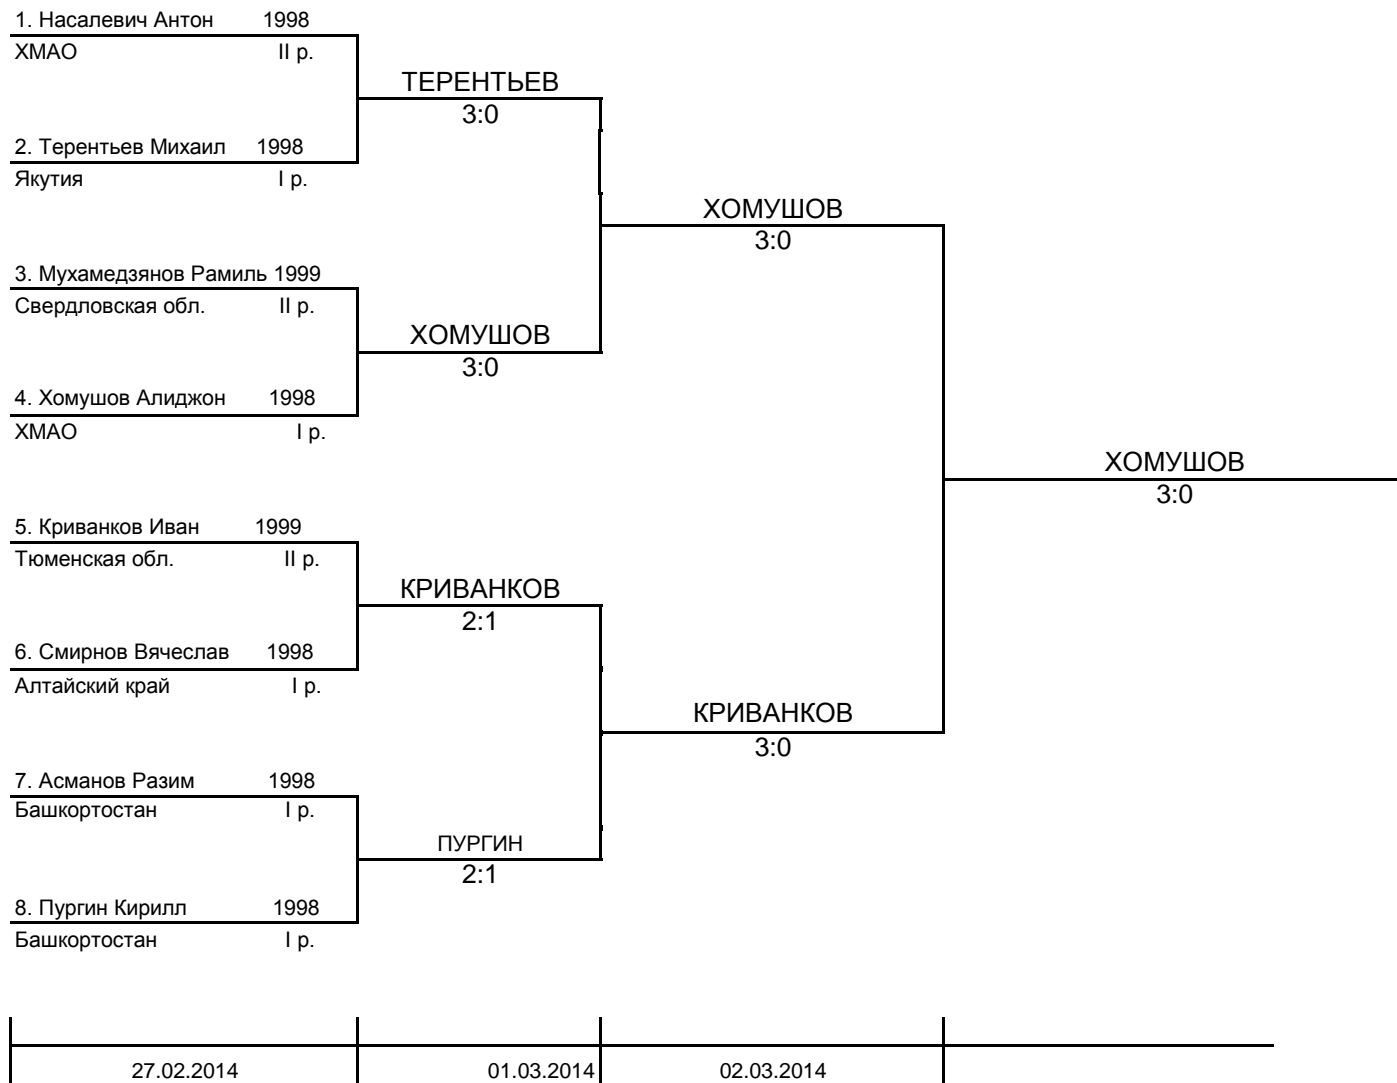 1. Насалевич Антон 1998
ХМАО II р.
ТЕРЕНТЬЕВ
3:0
2. Терентьев Михаил 1998
Якутия I р.
ХОМУШОВ
3:0
3. Мухамедзянов Рамиль 1999
Свердловская обл. II р.
ХОМУШОВ
3:0
4. Хомушов Алиджон 1998
ХМАО I р.
ХОМУШОВ
3:0
5. Криванков Иван 1999
Тюменская обл. II р.
КРИВАНКОВ
2:1
6. Смирнов Вячеслав 1998
Алтайский край I р.
КРИВАНКОВ
3:0
7. Асманов Разим 1998
Башкортостан I р.
ПУРГИН
2:1
8. Пургин Кирилл 1998
Башкортостан I р.
27.02.2014 01.03.2014 02.03.2014